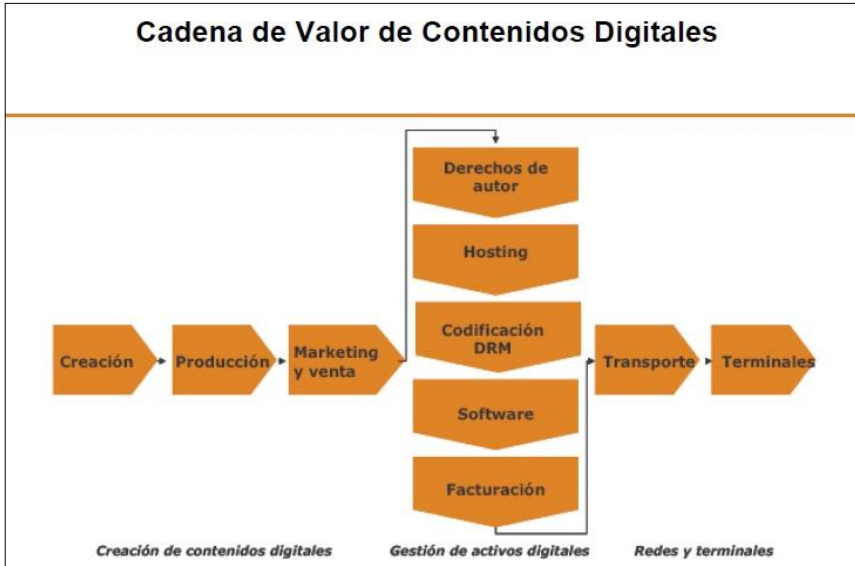 Cadena de Valor de Contenidos Digitales
Creación
Producción
Marketing
y venta
Derechos de
autor
Hosting
Codificación
DRM
Software
Facturación
Transporte
Terminales
Creación de contenidos digitales
Gestión de activos digitales
Redes y terminales